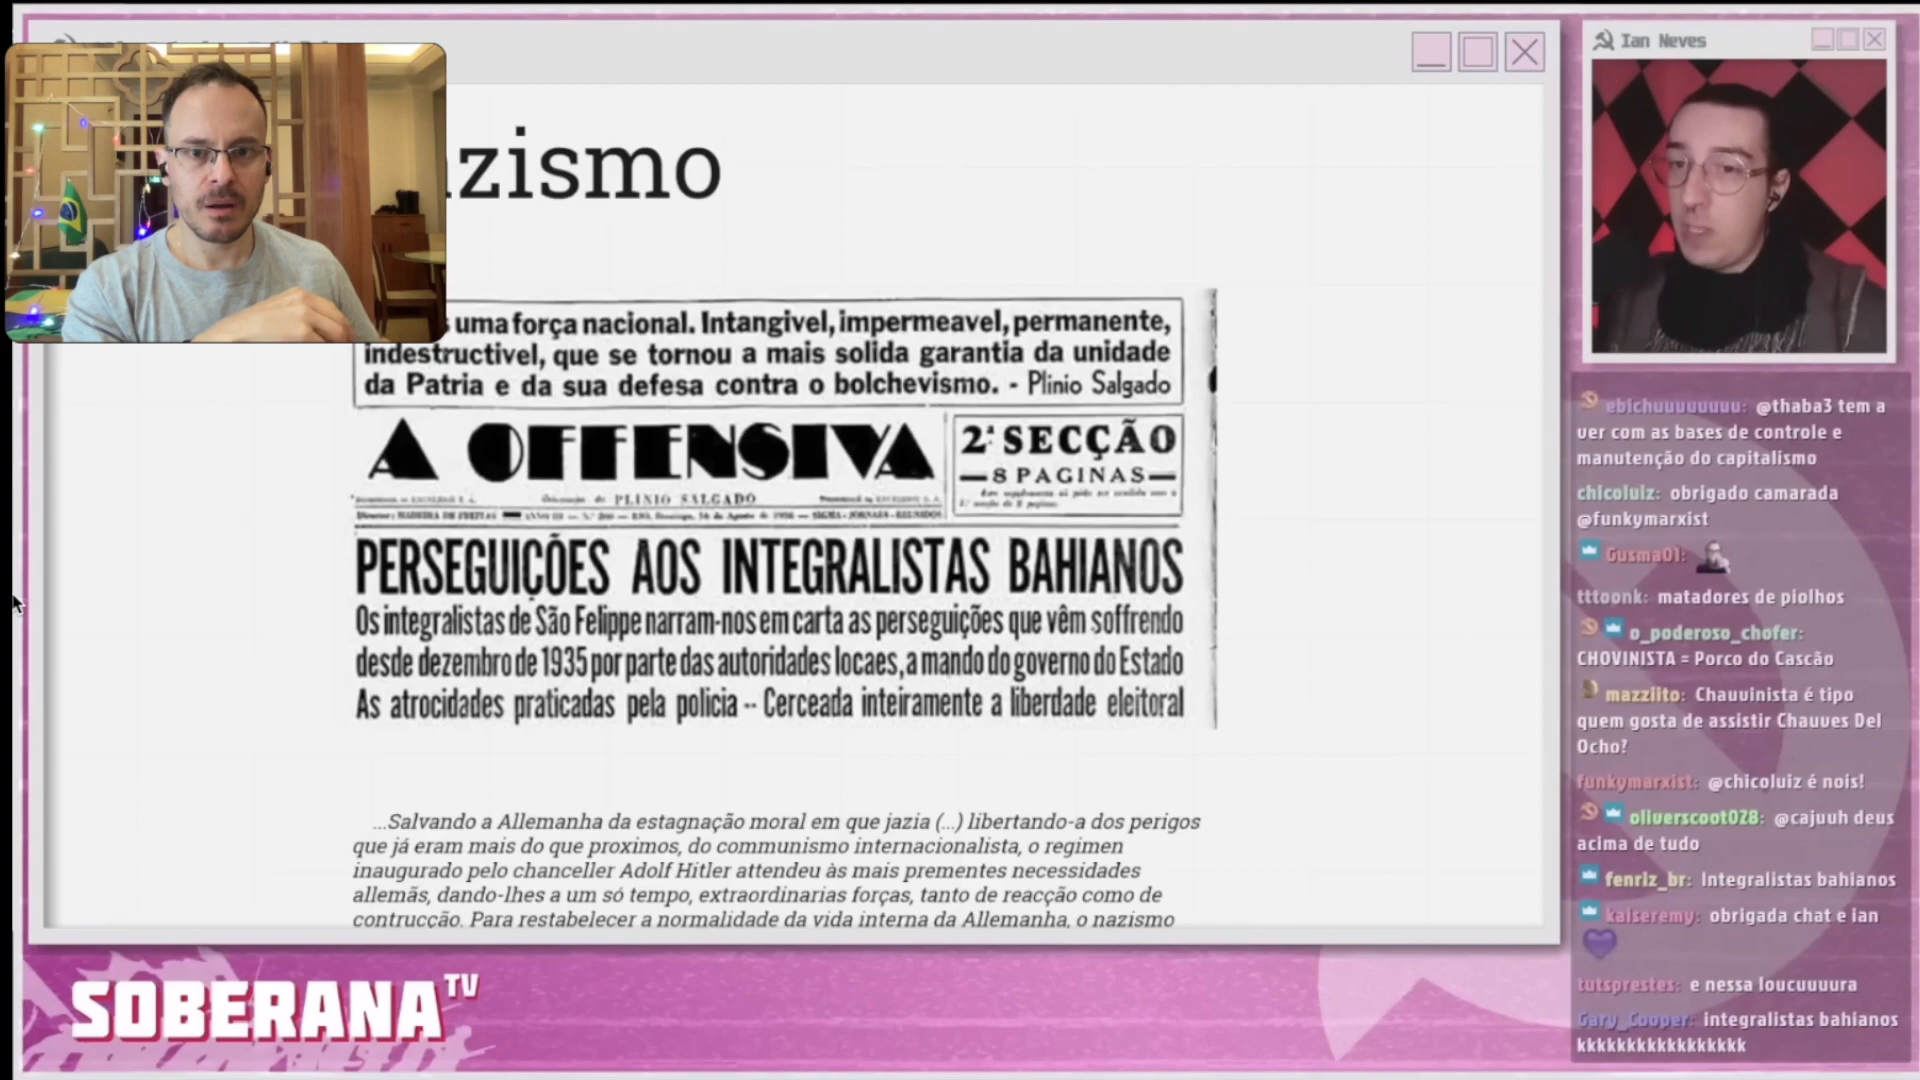 azismo
uma força nacional. Intangivel, impermeavel, permanente,
indestructivel, que se tornou a mais solida garantia da unidade
da Patria e da sua defesa contra o bolchevismo. - Plinio Salgado
A OFFENSIVA
2ª SECÇÃO
8 PAGINAS
PLINIO SALGADO
PERSEGUIÇÕES AOS INTEGRALISTAS BAHIANOS
Os integralistas de São Felippe narram-nos em carta as perseguições que vêm soffrendo
desde dezembro de 1935 por parte das autoridades locaes, a mando do governo do Estado
As atrocidades praticadas pela policia -- Cerceada inteiramente a liberdade eleitoral
...Salvando a Allemanha da estagnação moral em que jazia (...) libertando-a dos perigos
que já eram mais do que proximos, do communismo internacionalista, o regimen
inaugurado pelo chanceller Adolf Hitler attendeu às mais prementes necessidades
allemãs, dando-lhes a um só tempo, extraordinarias forças, tanto de reacção como de
contrucção. Para restabelecer a normalidade da vida interna da Allemanha, o nazismo
SOBERANA TV
Ian Neves
ebichuuuuuuuu: @thaba3 tem a
ver com as bases de controle e
manutenção do capitalismo
chicoluiz: obrigado camarada
@funkymarxist
Gusma01:
tttoonk: matadores de piolhos
o_poderoso_chofer:
CHOVINISTA = Porco do Cascão
mazziito: Chauvinista é tipo
quem gosta de assistir Chauves Del
Ocho?
funkymarxist: @chicoluiz é nois!
oliverscoot028: @cajuuh deus
acima de tudo
fenriz_br: Integralistas bahianos
kaiseremy: obrigada chat e ian
tutsprestes: e nessa loucuuuura
Gary_Cooper: integralistas bahianos
kkkkkkkkkkkkkkkkk